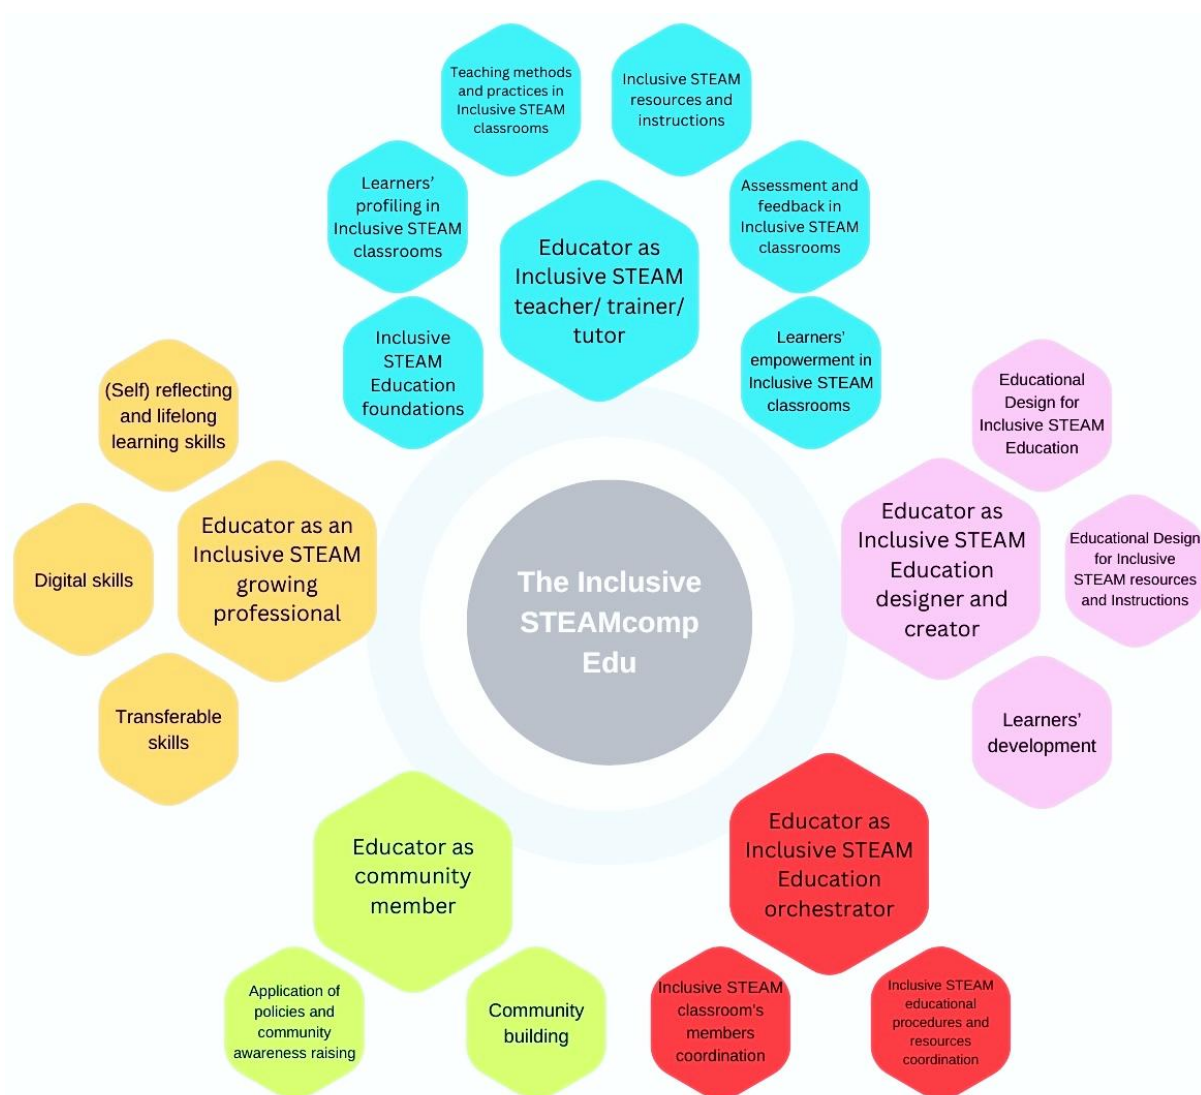 Teaching methods
and practices in
Inclusive STEAM
classrooms
Inclusive STEAM
resources and
instructions
Learners'
profiling in
Inclusive STEAM
classrooms
Assessment and
feedback in
Inclusive STEAM
classrooms
Educator as
Inclusive STEAM
teacher/ trainer/
tutor
Inclusive
STEAM
Education
foundations
Learners'
empowerment in
Inclusive STEAM
classrooms
(Self) reflecting
and lifelong
learning skills
Educator as an
Inclusive STEAM
growing
professional
Digital skills
Transferable
skills
The Inclusive
STEAMcomp
Edu
Educational
Design for
Inclusive STEAM
Education
Educator as
Inclusive STEAM
Education
designer and
creator
Educational Design
for Inclusive
STEAM resources
and Instructions
Learners'
development
Educator as
community
member
Application of
policies and
community
awareness raising
Community
building
Educator as
Inclusive STEAM
Education
orchestrator
Inclusive STEAM
classroom's
members
coordination
Inclusive STEAM
educational
procedures and
resources
coordination